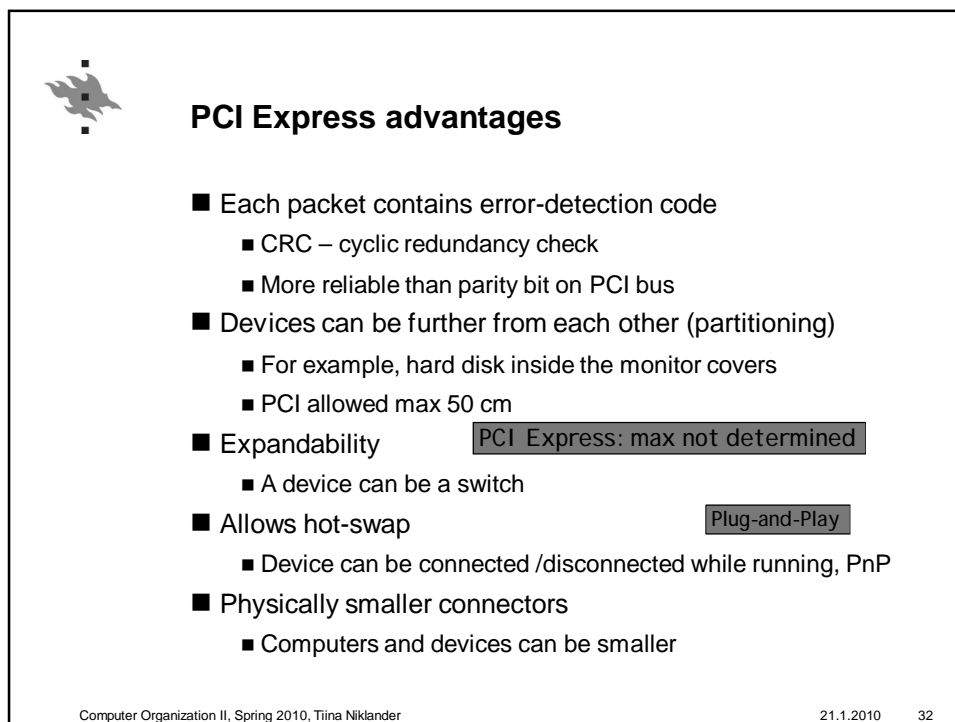 PCI Express advantages
■ Each packet contains error-detection code
■ CRC – cyclic redundancy check
■ More reliable than parity bit on PCI bus
■ Devices can be further from each other (partitioning)
■ For example, hard disk inside the monitor covers
■ PCI allowed max 50 cm
■ Expandability
PCI Express: max not determined
■ A device can be a switch
■ Allows hot-swap
Plug-and-Play
■ Device can be connected /disconnected while running, PnP
■ Physically smaller connectors
■ Computers and devices can be smaller
Computer Organization II, Spring 2010, Tiina Niklander
21.1.2010
32